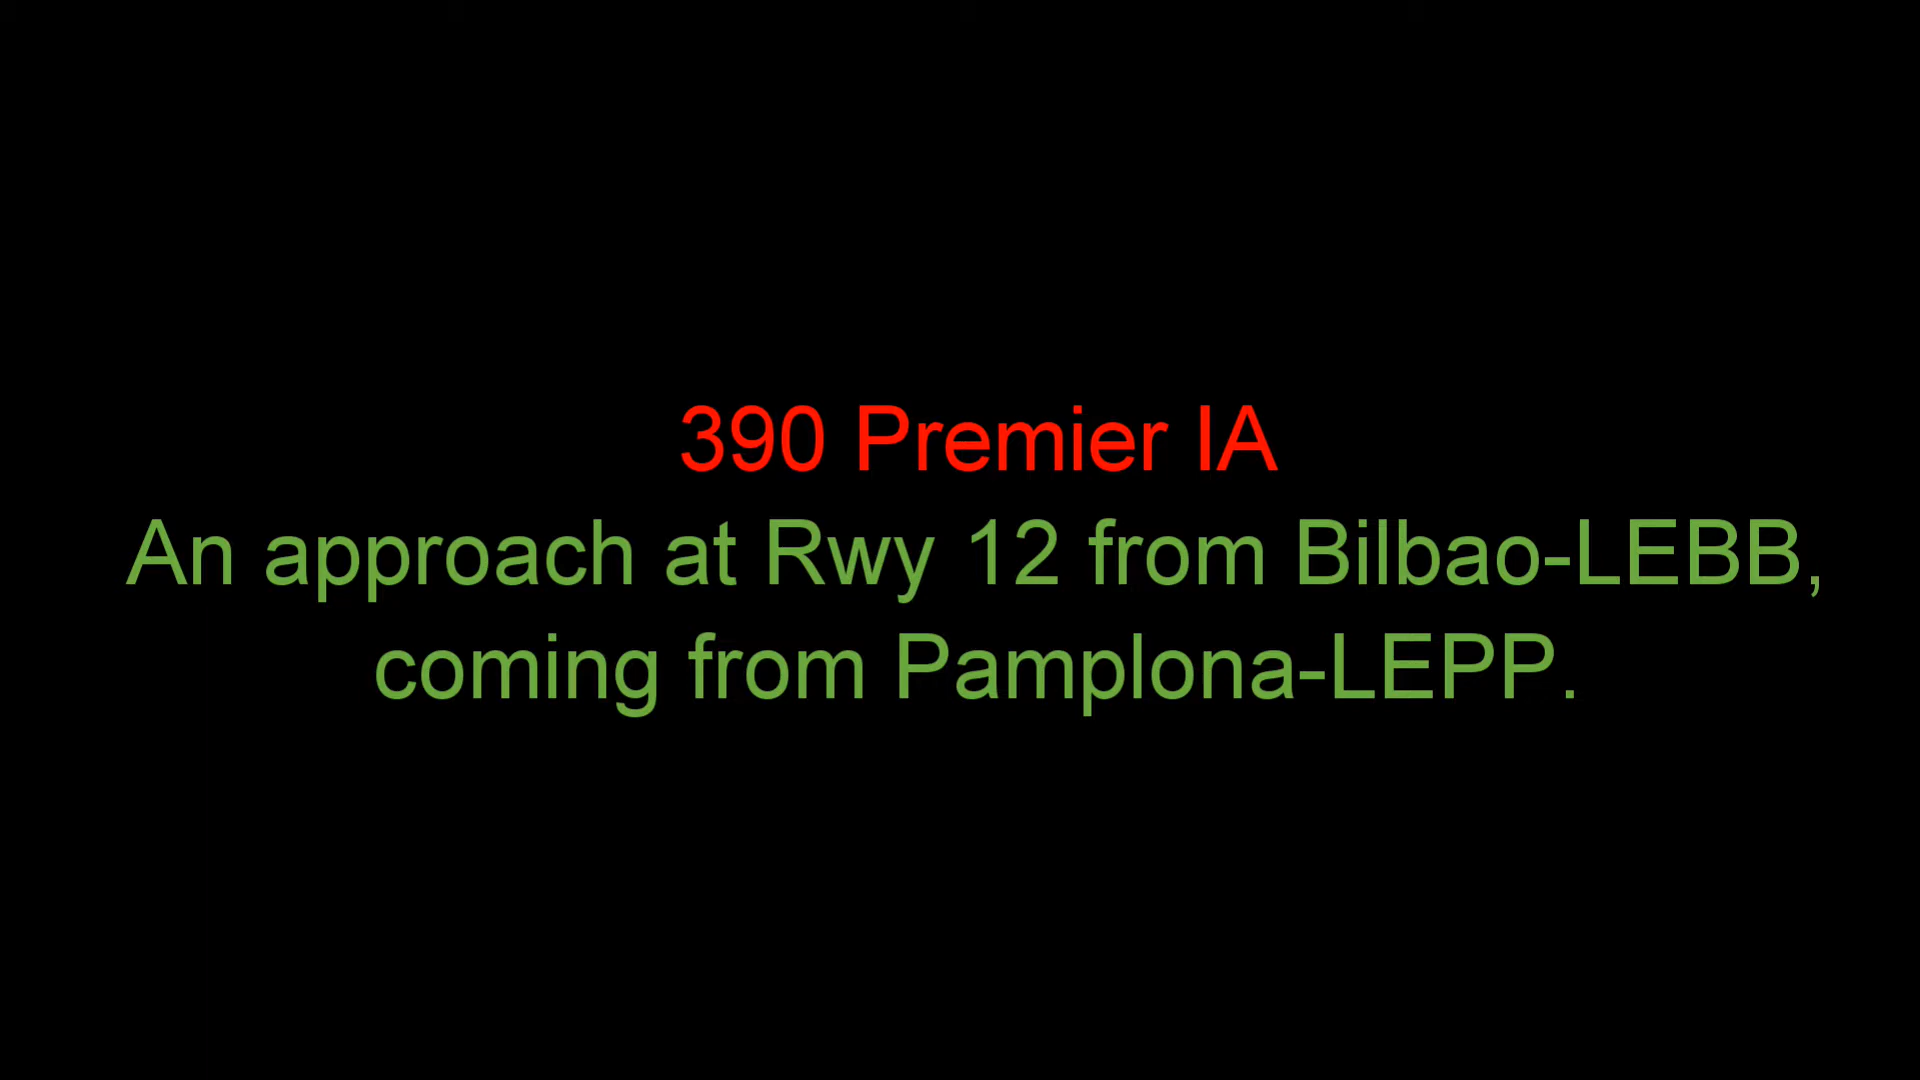 390 Premier IA
An approach at Rwy 12 from Bilbao-LEBB,
coming from Pamplona-LEPP.